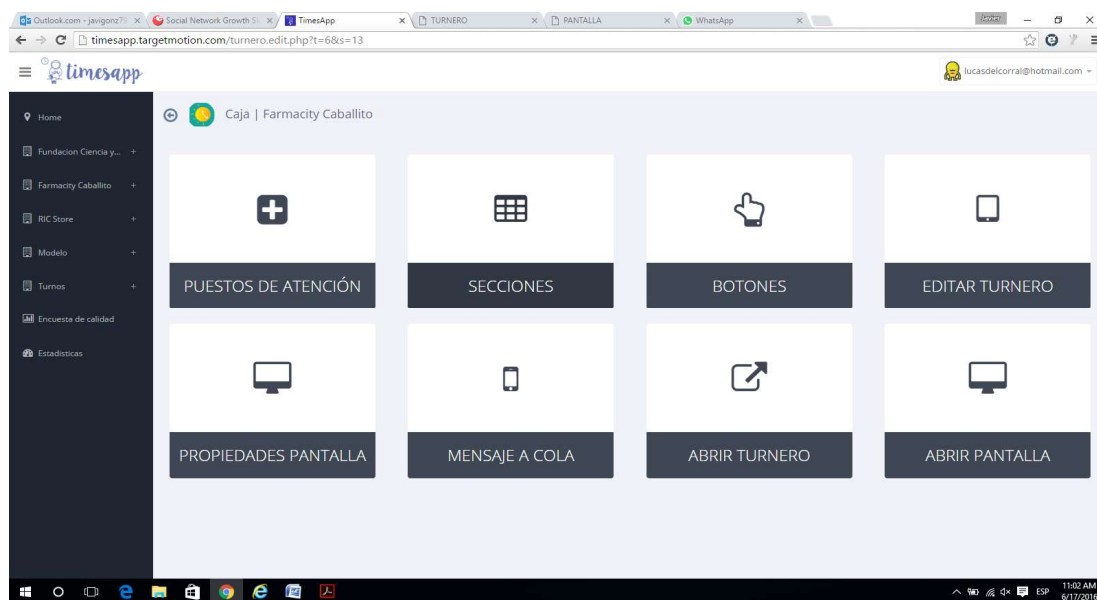 Outlook.com - javigonz79
Social Network Growth S
TimesApp
TURNERO
PANTALLA
WhatsApp
Javier
timesapp.targetmotion.com/turnero.edit.php?t=6&s=13
timesapp
lucasdelcorral@hotmail.com
Home
Caja | Farmacity Caballito
Fundacion Ciencia y... +
Farmacity Caballito +
RIC Store +
Modelo +
Turnos +
Encuesta de calidad
Estadisticas
PUESTOS DE ATENCIÓN
SECCIONES
BOTONES
EDITAR TURNERO
PROPIEDADES PANTALLA
MENSAJE A COLA
ABRIR TURNERO
ABRIR PANTALLA
ESP
11:02 AM
6/17/2016